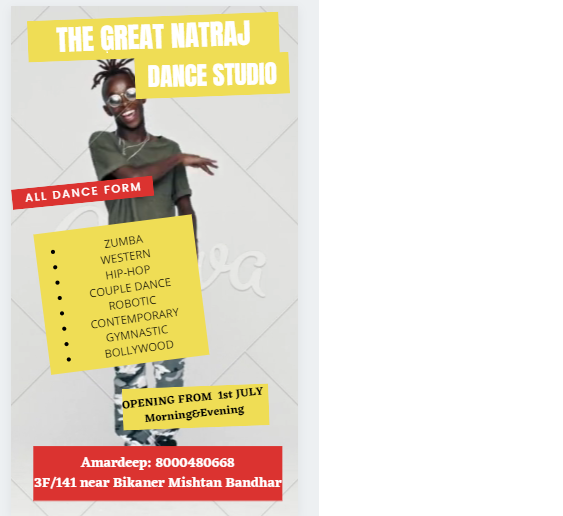 THE GREAT NATRAJ
DANCE STUDIO
ALL DANCE FORM
ZUMBA
WESTERN
HIP-HOP
COUPLE DANCE
ROBOTIC
CONTEMPORARY
GYMNASTIC
BOLLYWOOD
OPENING FROM 1st JULY
Morning&Evening
Amardeep: 8000480668
3F/141 near Bikaner Mishtan Bandhar